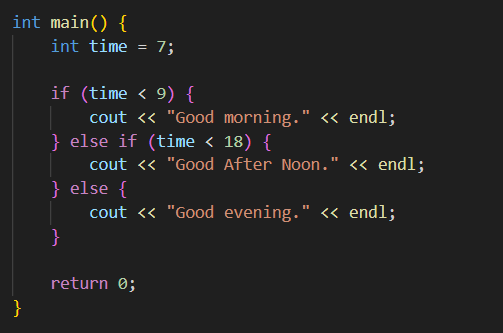 int main() {
    int time = 7;

    if (time < 9) {
        cout << "Good morning." << endl;
    } else if (time < 18) {
        cout << "Good After Noon." << endl;
    } else {
        cout << "Good evening." << endl;
    }

    return 0;
}